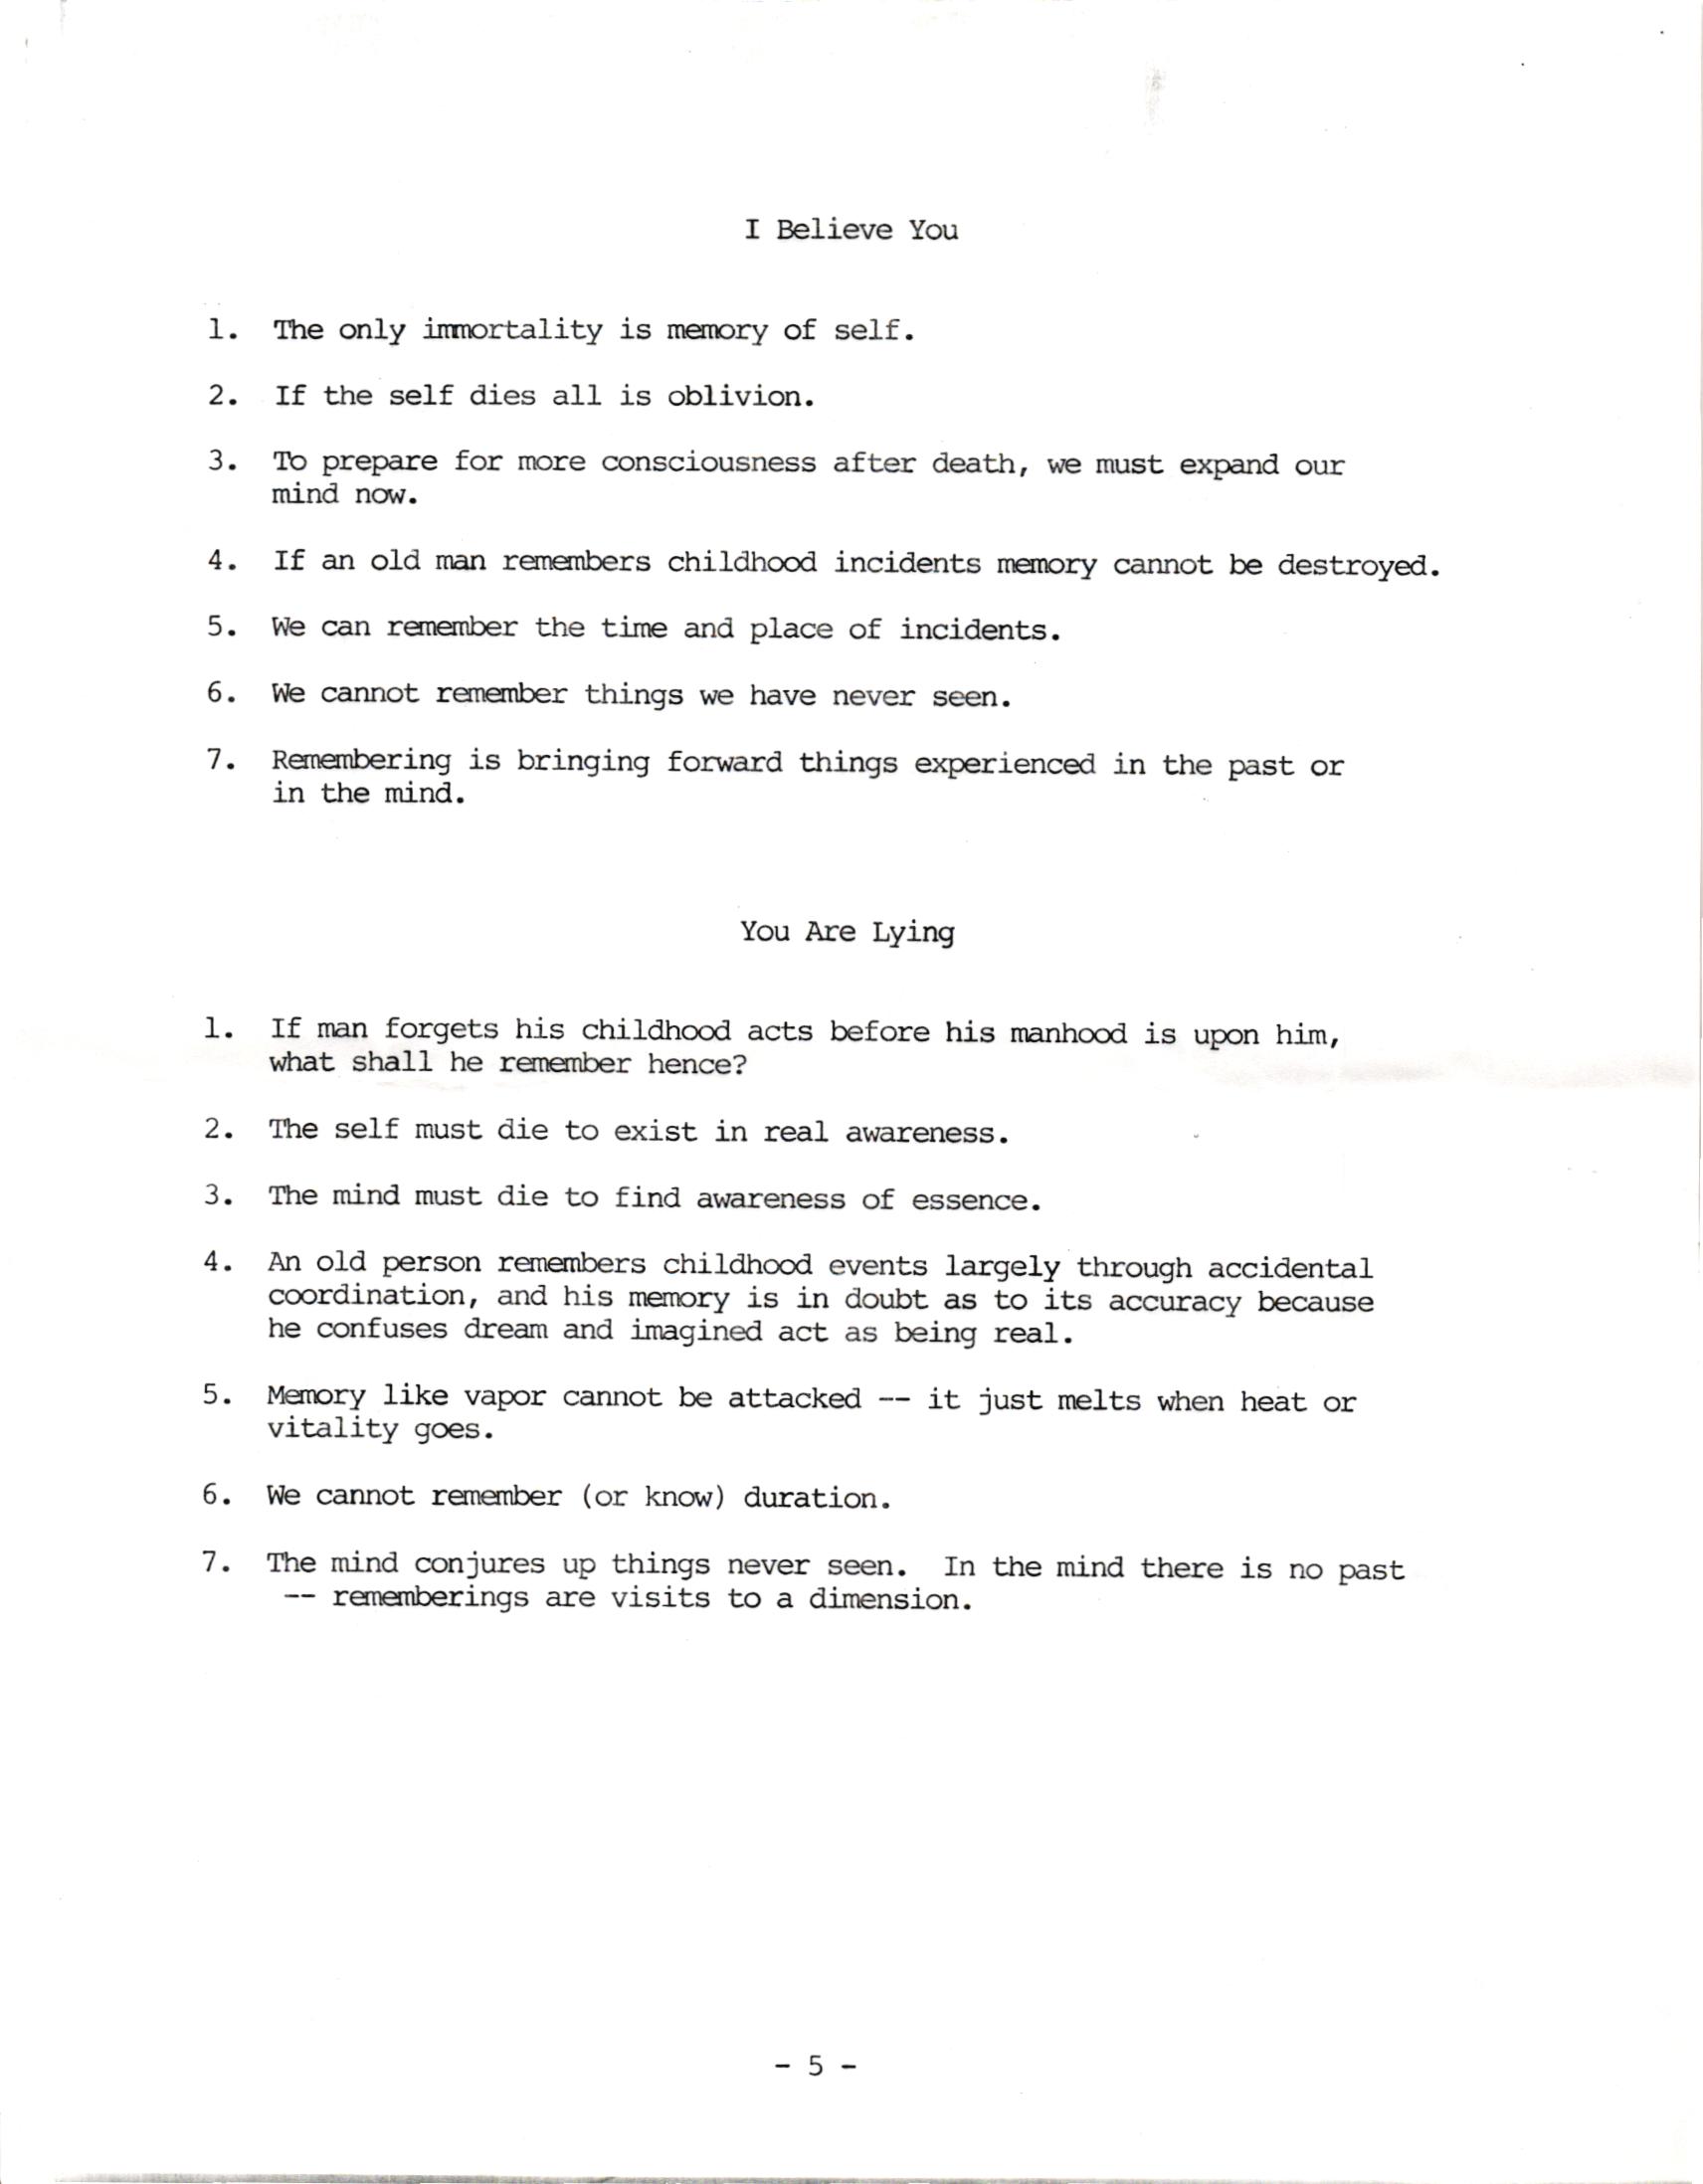 I Believe You
1. The only immortality is memory of self.
2. If the self dies all is oblivion.
3. To prepare for more consciousness after death, we must expand our
mind now.
4. If an old man remembers childhood incidents memory cannot be destroyed.
5. We can remember the time and place of incidents.
6. We cannot remember things we have never seen.
7. Remembering is bringing forward things experienced in the past or
in the mind.
You Are Lying
1. If man forgets his childhood acts before his manhood is upon him,
what shall he remember hence?
2. The self must die to exist in real awareness.
3. The mind must die to find awareness of essence.
4. An old person remembers childhood events largely through accidental
coordination, and his memory is in doubt as to its accuracy because
he confuses dream and imagined act as being real.
5. Memory like vapor cannot be attacked -- it just melts when heat or
vitality goes.
6. We cannot remember (or know) duration.
7. The mind conjures up things never seen. In the mind there is no past
-- rememberings are visits to a dimension.
- 5 -